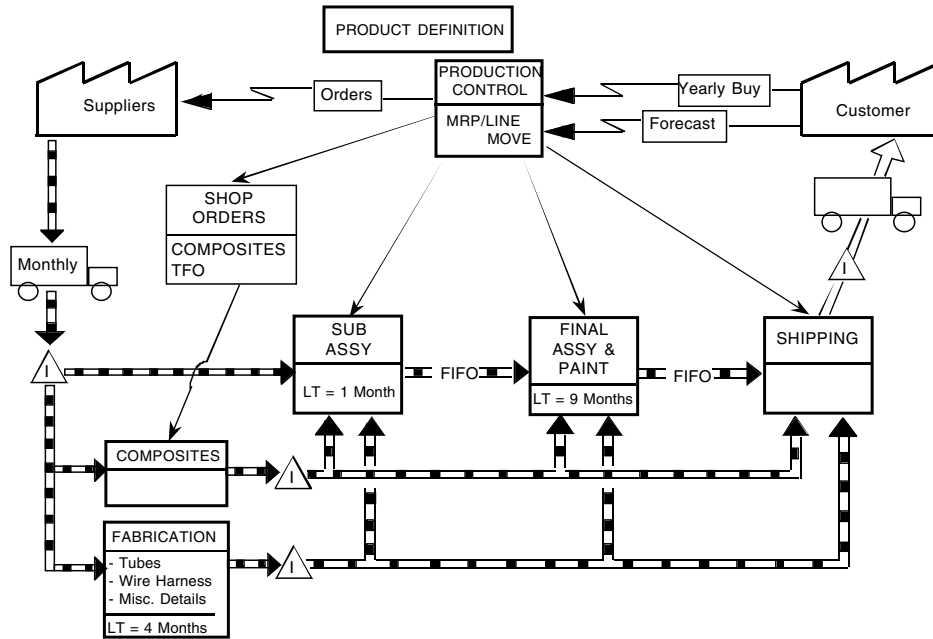 PRODUCT DEFINITION
PRODUCTION
CONTROL
MRP/LINE
MOVE
Suppliers
Orders
Yearly Buy
Forecast
Customer
SHOP
ORDERS
COMPOSITES
TFO
Monthly
I
I
SUB
ASSY
LT = 1 Month
FIFO
FINAL
ASSY &
PAINT
LT = 9 Months
FIFO
SHIPPING
COMPOSITES
I
FABRICATION
- Tubes
- Wire Harness
- Misc. Details
LT = 4 Months
I